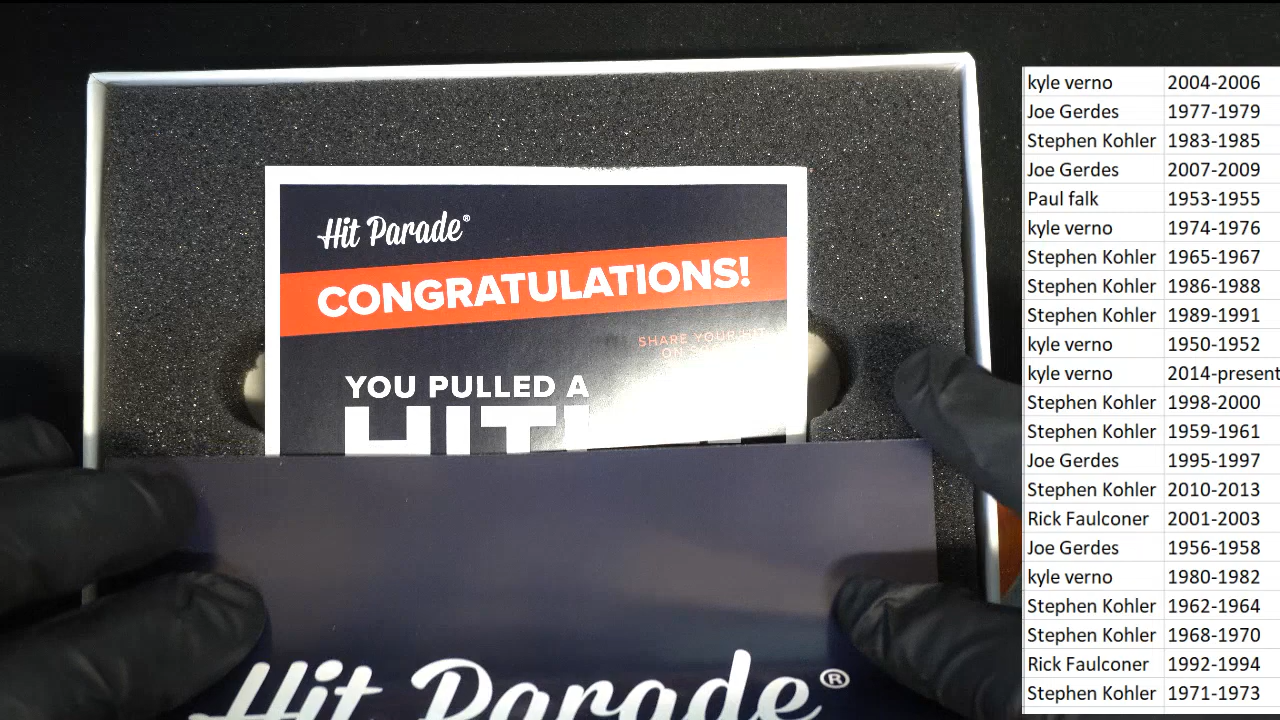 Hit Parade®
CONGRATULATIONS!
SHARE YOUR HIT
ON
YOU PULLED A
HIT!
Hit Parade®
kyle verno 2004-2006
Joe Gerdes 1977-1979
Stephen Kohler 1983-1985
Joe Gerdes 2007-2009
Paul falk 1953-1955
kyle verno 1974-1976
Stephen Kohler 1965-1967
Stephen Kohler 1986-1988
Stephen Kohler 1989-1991
kyle verno 1950-1952
kyle verno 2014-present
Stephen Kohler 1998-2000
Stephen Kohler 1959-1961
Joe Gerdes 1995-1997
Stephen Kohler 2010-2013
Rick Faulconer 2001-2003
Joe Gerdes 1956-1958
kyle verno 1980-1982
Stephen Kohler 1962-1964
Stephen Kohler 1968-1970
Rick Faulconer 1992-1994
Stephen Kohler 1971-1973